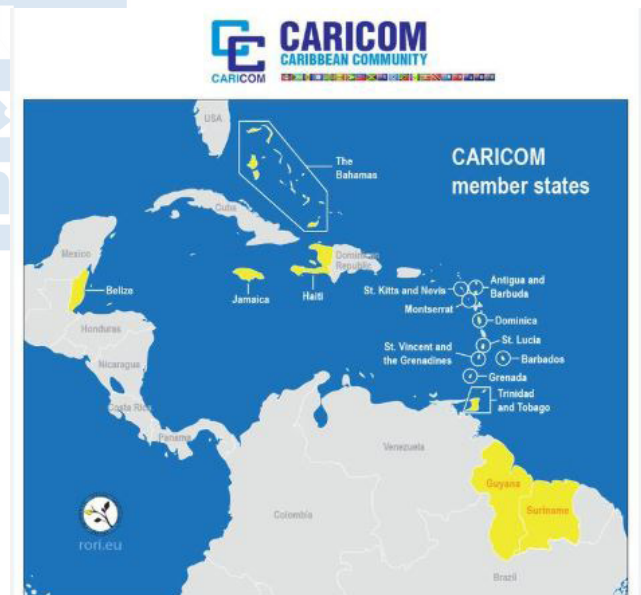 CARICOM
CARICOM
CARIBBEAN COMMUNITY
USA
The
Bahamas
CARICOM
member states
Cuba
Mexico
Dominican
Republic
Belize
Jamaica
Haiti
St. Kitts and Nevis
Antigua and
Barbuda
Montserrat
Dominica
Honduras
St. Lucia
St. Vincent and
the Grenadines
Barbados
Nicaragua
Grenada
Costa Rica
Trinidad
and Tobago
Panama
Venezuela
Guyana
Suriname
Colombia
rori.eu
Brazil